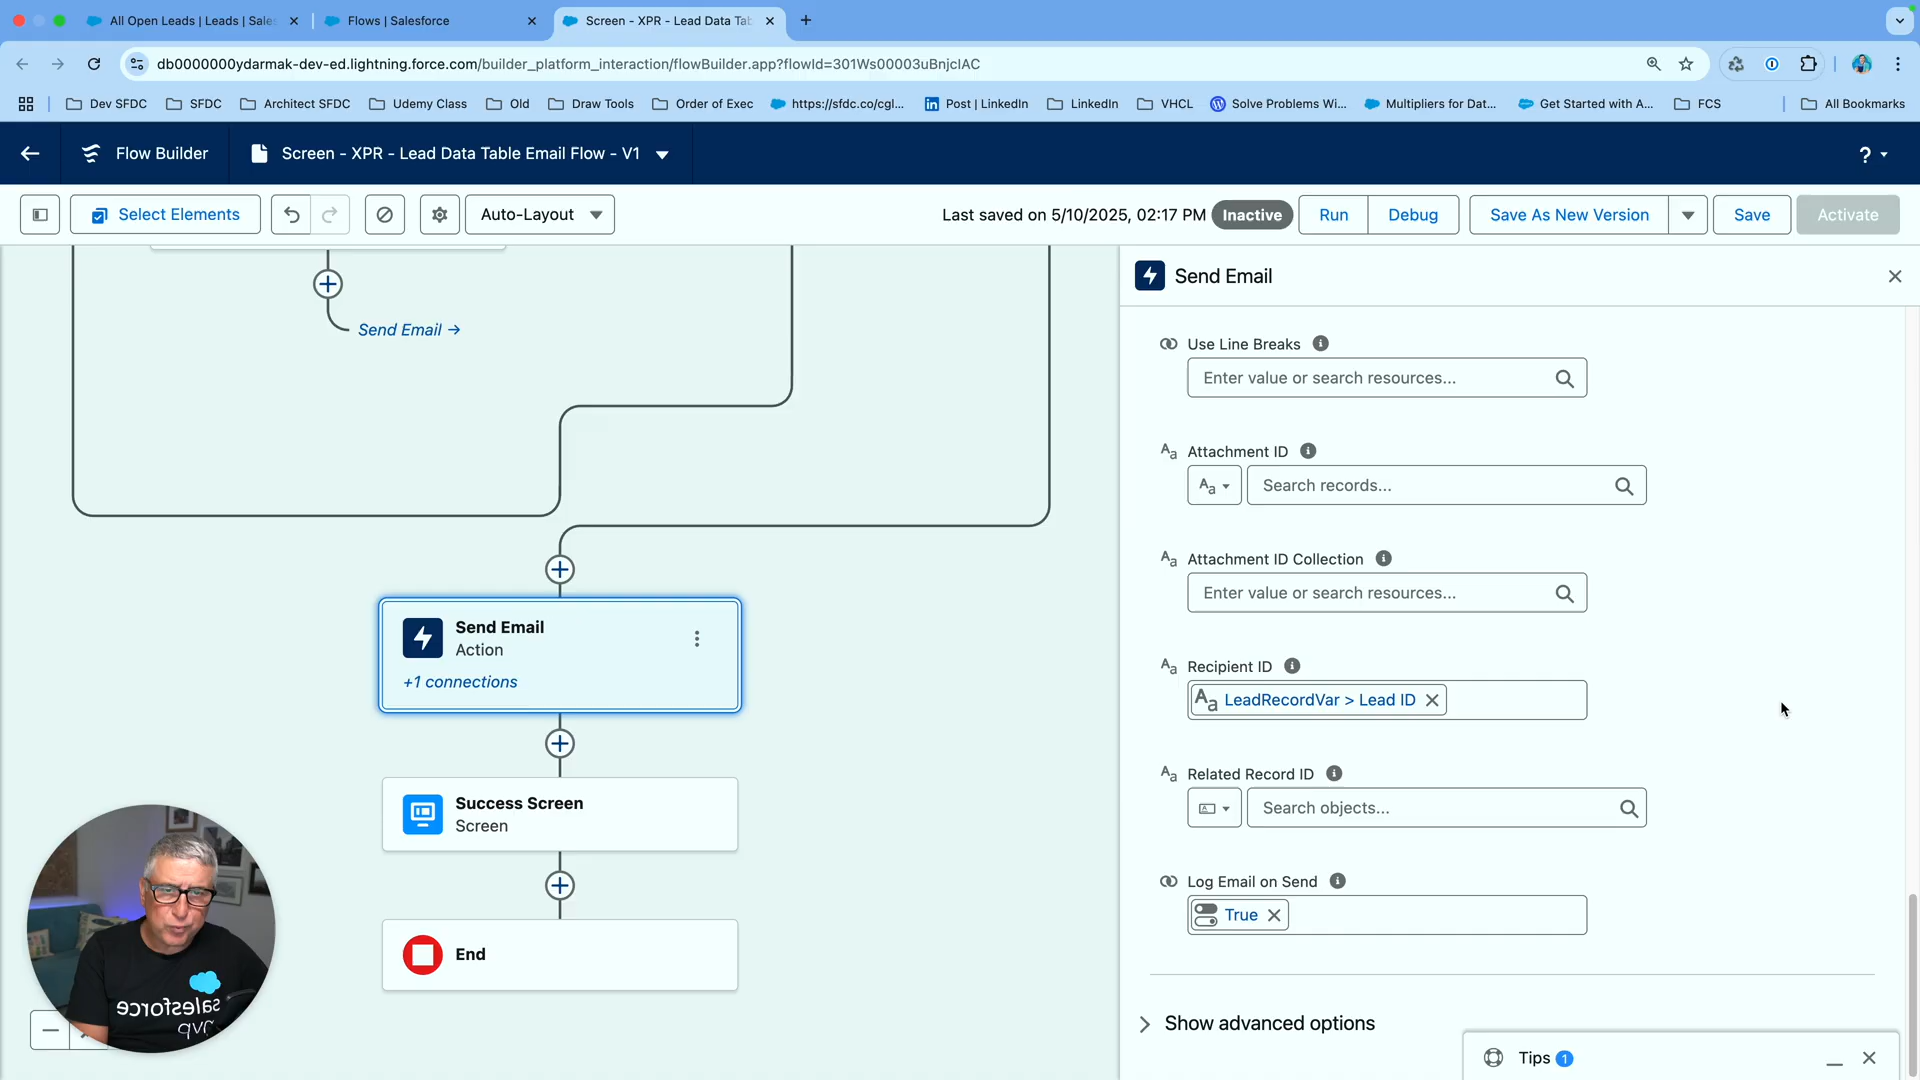 All Open Leads | Leads | Sales
Flows | Salesforce
Screen - XPR - Lead Data Tab
db0000000ydarmak-dev-ed.lightning.force.com/builder_platform_interaction/flowBuilder.app?flowId=301Ws00003uBnjcIAC
Dev SFDC
SFDC
Architect SFDC
Udemy Class
Old
Draw Tools
Order of Exec
https://sfdc.co/cgl...
Post | LinkedIn
LinkedIn
VHCL
Solve Problems Wi...
Multipliers for Dat...
Get Started with A...
FCS
All Bookmarks
Flow Builder
Screen - XPR - Lead Data Table Email Flow - V1
?
Select Elements
Auto-Layout
Last saved on 5/10/2025, 02:17 PM
Inactive
Run
Debug
Save As New Version
Save
Activate
Send Email →
Send Email
Action
+1 connections
Success Screen
Screen
End
salesforce
mvp
Send Email
Use Line Breaks
Enter value or search resources...
Attachment ID
Search records...
Attachment ID Collection
Enter value or search resources...
Recipient ID
LeadRecordVar > Lead ID
Related Record ID
Search objects...
Log Email on Send
True
Show advanced options
Tips 1